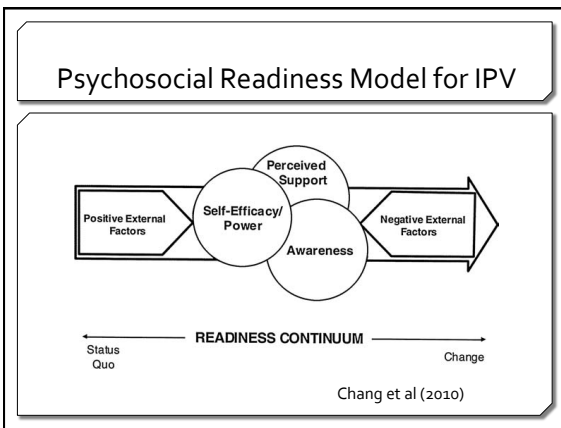 Psychosocial Readiness Model for IPV
Perceived
Support
Positive External
Factors
Self-Efficacy/
Power
Awareness
Negative External
Factors
READINESS CONTINUUM
Status
Quo
Change
Chang et al (2010)